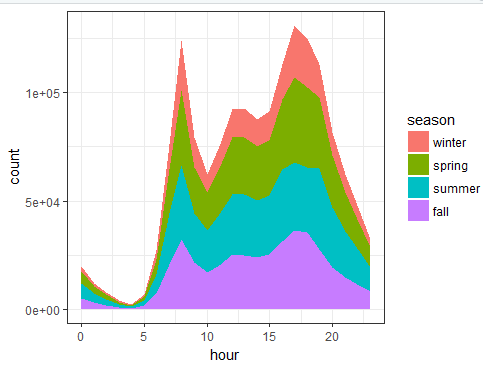 count
1e+05
5e+04
0e+00
0 5 10 15 20
hour
season
winter
spring
summer
fall